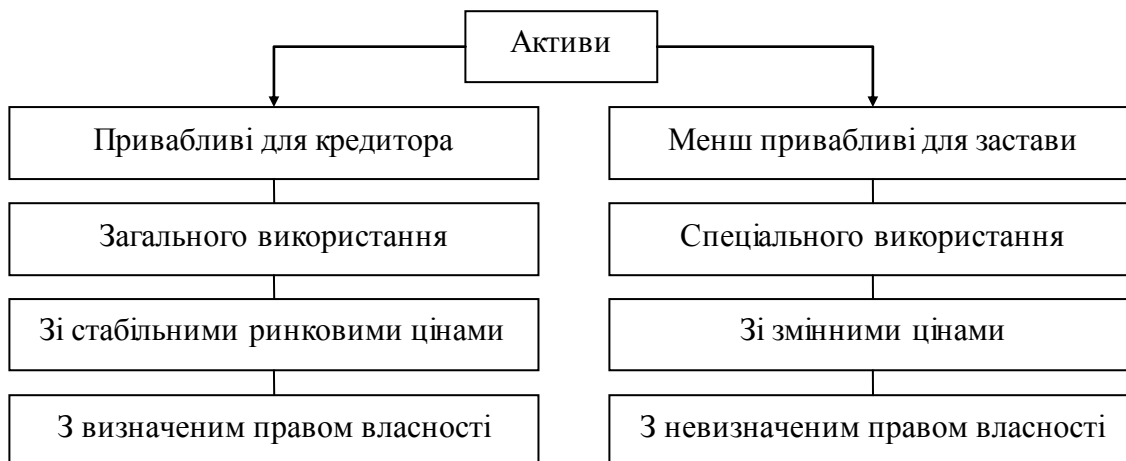 Активи
Привабливі для кредитора
Менш привабливі для застави
Загального використання
Спеціального використання
Зі стабільними ринковими цінами
Зі змінними цінами
З визначеним правом власності
З невизначеним правом власності